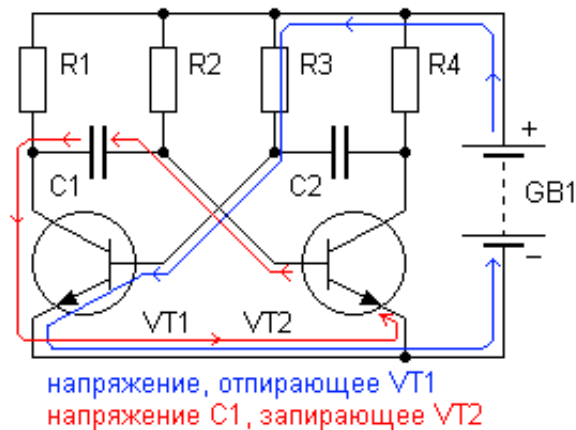 R1 R2 R3 R4
+
C1 C2 GB1
−
VT1 VT2
напряжение, отпирающее VT1
напряжение C1, запирающее VT2